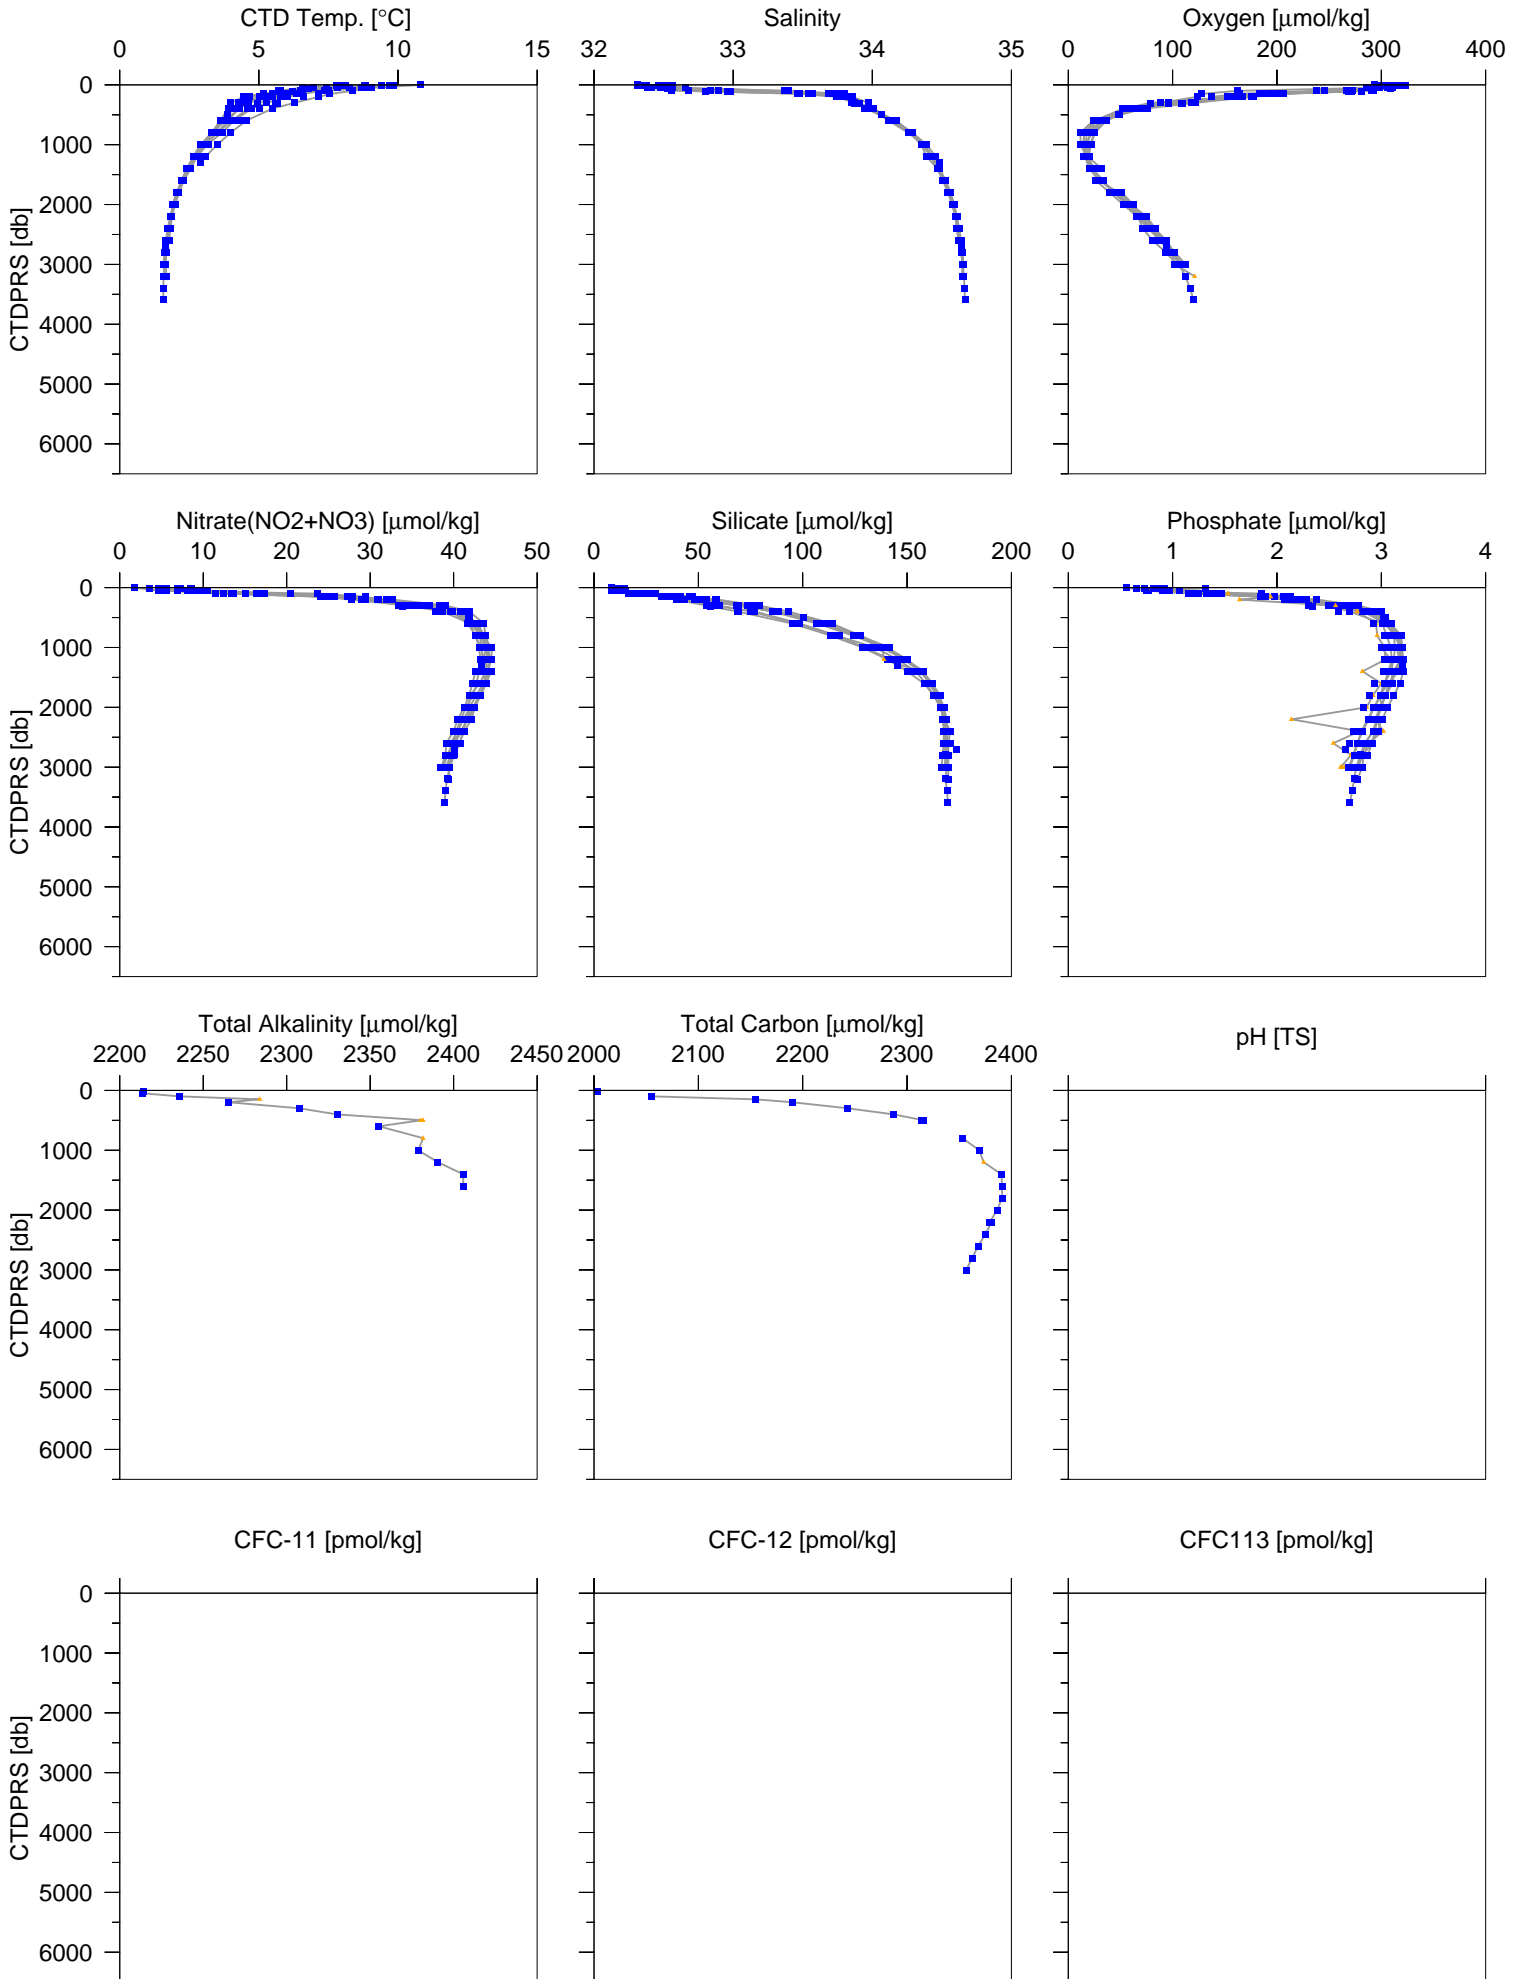 CTD Temp. [°C] Salinity Oxygen [μmol/kg]
0 5 10 15 32 33 34 35 0 100 200 300 400
0
1000
2000
3000
4000
5000
6000
CTDPRS [db]
Nitrate(NO2+NO3) [μmol/kg] Silicate [μmol/kg] Phosphate [μmol/kg]
0 10 20 30 40 50 0 50 100 150 200 0 1 2 3 4
0
1000
2000
3000
4000
5000
6000
CTDPRS [db]
Total Alkalinity [μmol/kg] Total Carbon [μmol/kg] pH [TS]
2200 2250 2300 2350 2400 2450 2000 2100 2200 2300 2400
0
1000
2000
3000
4000
5000
6000
CTDPRS [db]
CFC-11 [pmol/kg] CFC-12 [pmol/kg] CFC113 [pmol/kg]
0
1000
2000
3000
4000
5000
6000
CTDPRS [db]